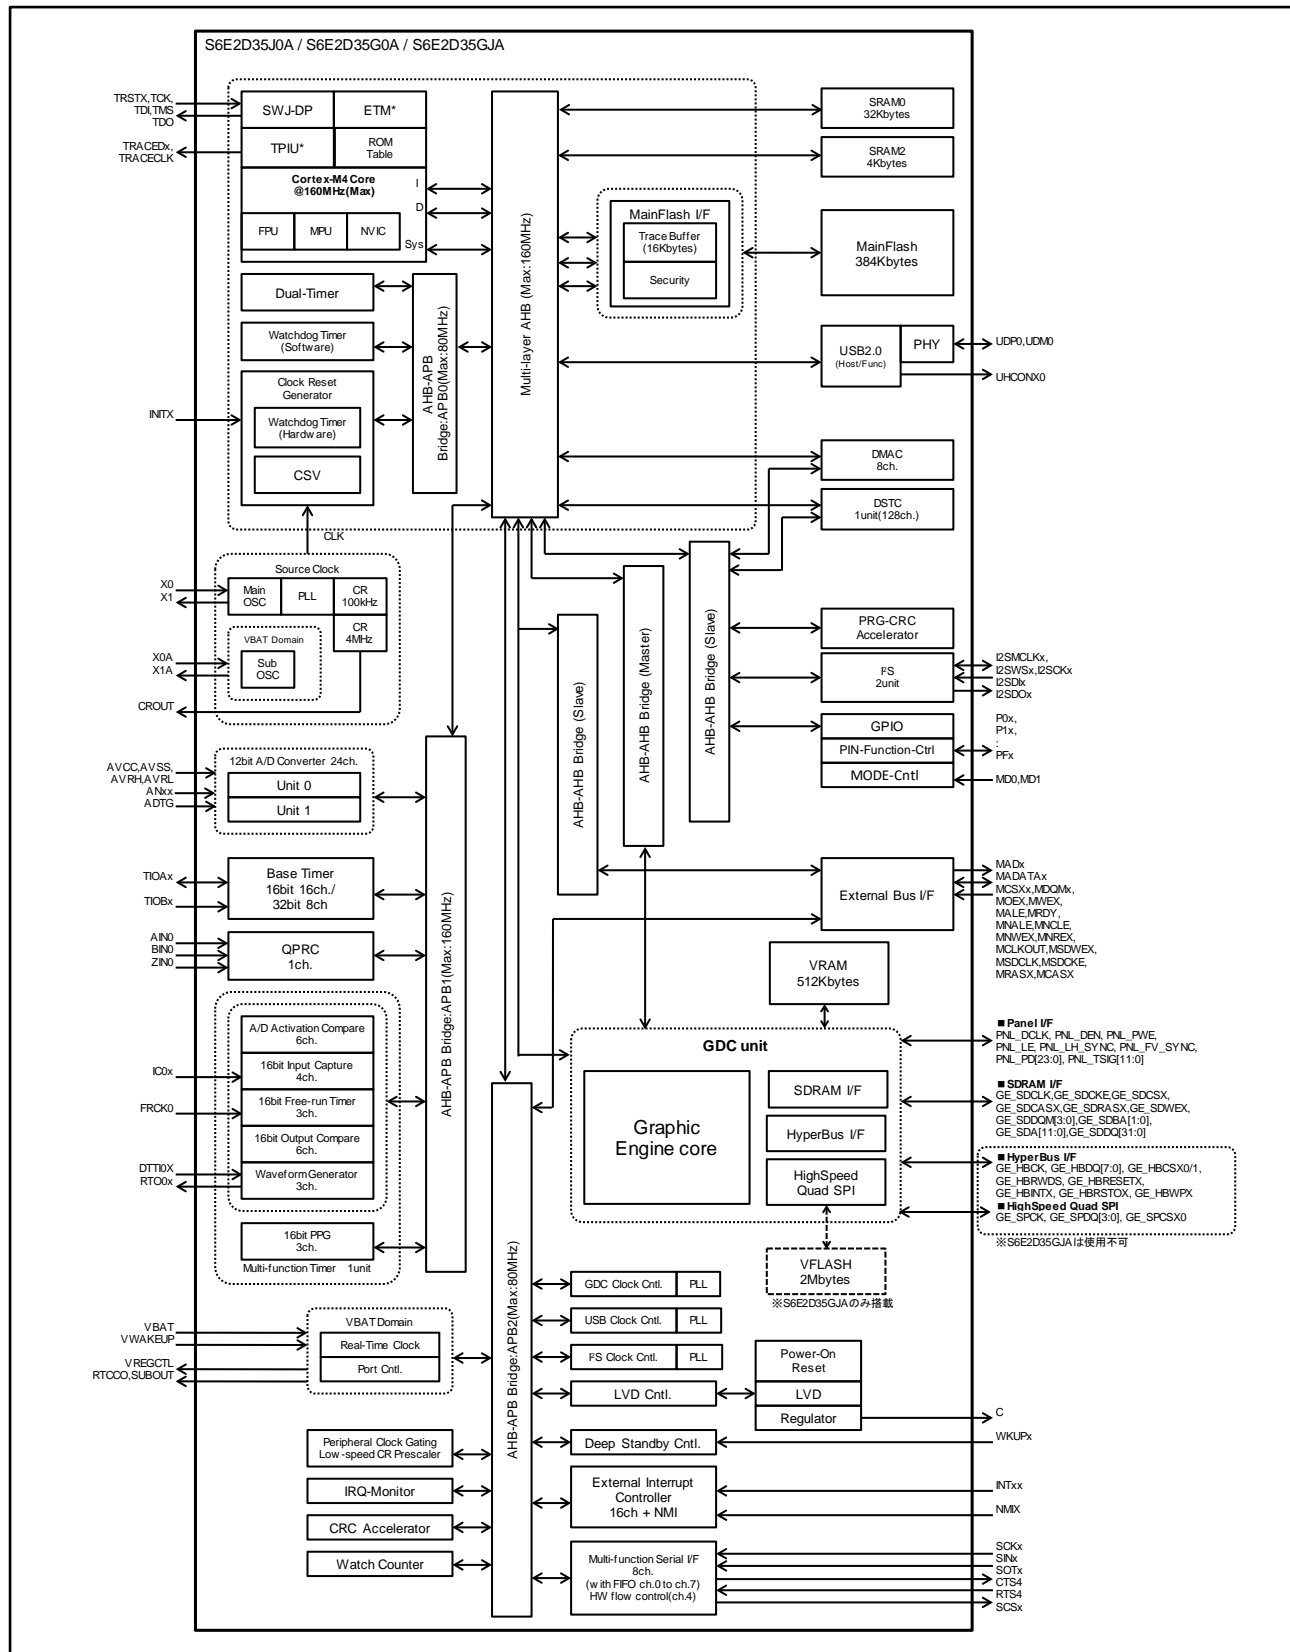 S6E2D35J0A / S6E2D35G0A / S6E2D35GJA
TRSTX,TCK,
TDI,TMS
TDO
TRACEDx,
TRACECLK
SWJ-DP
ETM*
TPIU*
ROM
Table
Cortex-M4 Core
@160MHz(Max)
I
D
Sys
FPU
MPU
NVIC
Dual-Timer
Watchdog Timer
(Software)
Clock Reset
Generator
Watchdog Timer
(Hardware)
CSV
INITX
CLK
AHB-APB
Bridge:APB0(Max:80MHz)
Multi-layer AHB (Max:160MHz)
SRAM0
32Kbytes
SRAM2
4Kbytes
MainFlash I/F
Trace Buffer
(16Kbytes)
Security
MainFlash
384Kbytes
USB2.0
(Host/Func)
PHY
UDP0,UDM0
UHCONX0
DMAC
8ch.
DSTC
1unit(128ch.)
Source Clock
Main
OSC
PLL
CR
100kHz
CR
4MHz
VBAT Domain
Sub
OSC
X0
X1
X0A
X1A
CROUT
AHB-AHB Bridge (Slave)
AHB-AHB Bridge (Master)
AHB-AHB Bridge (Slave)
PRG-CRC
Accelerator
I²S
2unit
I2SMCLKx,
I2SWSx,I2SCKx
I2SDIx
I2SDOx
GPIO
PIN-Function-Ctrl
MODE-Cntl
P0x,
P1x,
:
PFx
MD0,MD1
AVCC,AVSS,
AVRH,AVRL
ANxx
ADTG
12bit A/D Converter 24ch.
Unit 0
Unit 1
TIOAx
TIOBx
Base Timer
16bit 16ch./
32bit 8ch
AIN0
BIN0
ZIN0
QPRC
1ch.
AHB-APB Bridge:APB1(Max:160MHz)
External Bus I/F
MADx
MADATAx
MCSXx,MDQMx,
MOEX,MWEX,
MALE,MRDY,
MNALE,MNCLE,
MNWEX,MNREX,
MCLKOUT,MSDWEX,
MSDCLK,MSDCKE,
MRASX,MCASX
VRAM
512Kbytes
A/D Activation Compare
6ch.
16bit Input Capture
4ch.
16bit Free-run Timer
3ch.
16bit Output Compare
6ch.
Waveform Generator
3ch.
16bit PPG
3ch.
Multi-function Timer 1unit
IC0x
FRCK0
DTTI0X
RTO0x
GDC unit
Graphic
Engine core
SDRAM I/F
HyperBus I/F
HighSpeed
Quad SPI
VFLASH
2Mbytes
※S6E2D35GJAのみ搭載
■Panel I/F
PNL_DCLK, PNL_DEN, PNL_PWE,
PNL_LE, PNL_LH_SYNC, PNL_FV_SYNC,
PNL_PD[23:0], PNL_TSIG[11:0]
■SDRAM I/F
GE_SDCLK,GE_SDCKE,GE_SDCSX,
GE_SDCASX,GE_SDRASX,GE_SDWEX,
GE_SDDQM[3:0],GE_SDBA[1:0],
GE_SDA[11:0],GE_SDDQ[31:0]
■HyperBus I/F
GE_HBCK, GE_HBDQ[7:0], GE_HBCSX0/1,
GE_HBRWDS, GE_HBRESETX,
GE_HBINTX, GE_HBRSTOX, GE_HBWPX
■HighSpeed Quad SPI
GE_SPCK, GE_SPDQ[3:0], GE_SPCSX0
※S6E2D35GJAは使用不可
VBAT
VWAKEUP
VREGCTL
RTCCO,SUBOUT
VBAT Domain
Real-Time Clock
Port Cntl.
AHB-APB Bridge:APB2(Max:80MHz)
GDC Clock Cntl.
PLL
USB Clock Cntl.
PLL
I²S Clock Cntl.
PLL
LVD Cntl.
Power-On
Reset
LVD
Regulator
C
Deep Standby Cntl.
WKUPx
Peripheral Clock Gating
Low-speed CR Prescaler
IRQ-Monitor
CRC Accelerator
Watch Counter
External Interrupt
Controller
16ch + NMI
INTxx
NMIX
Multi-function Serial I/F
8ch.
(with FIFO ch.0 to ch.7)
HW flow control(ch.4)
SCKx
SINx
SOTx
CTS4
RTS4
SCSx